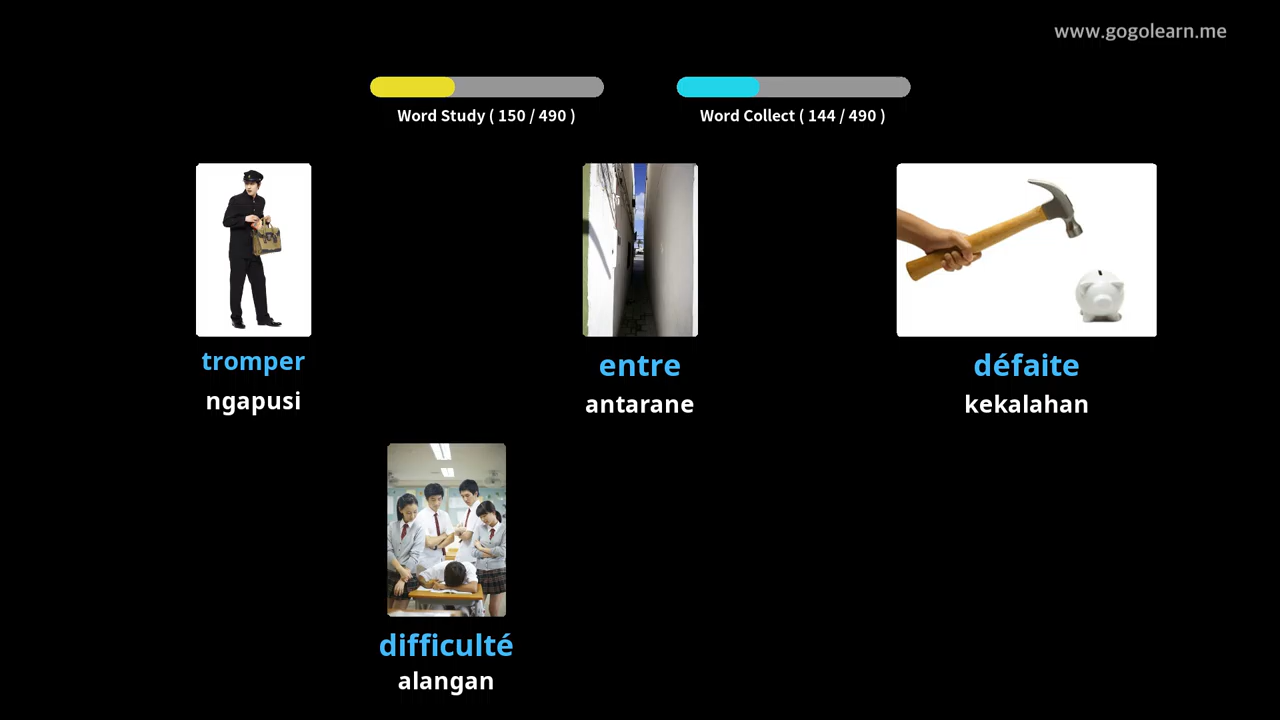 www.gogolearn.me
Word Study ( 150 / 490 )
Word Collect ( 144 / 490 )
tromper
ngapusi
entre
antarane
défaite
kekalahan
difficulté
alangan